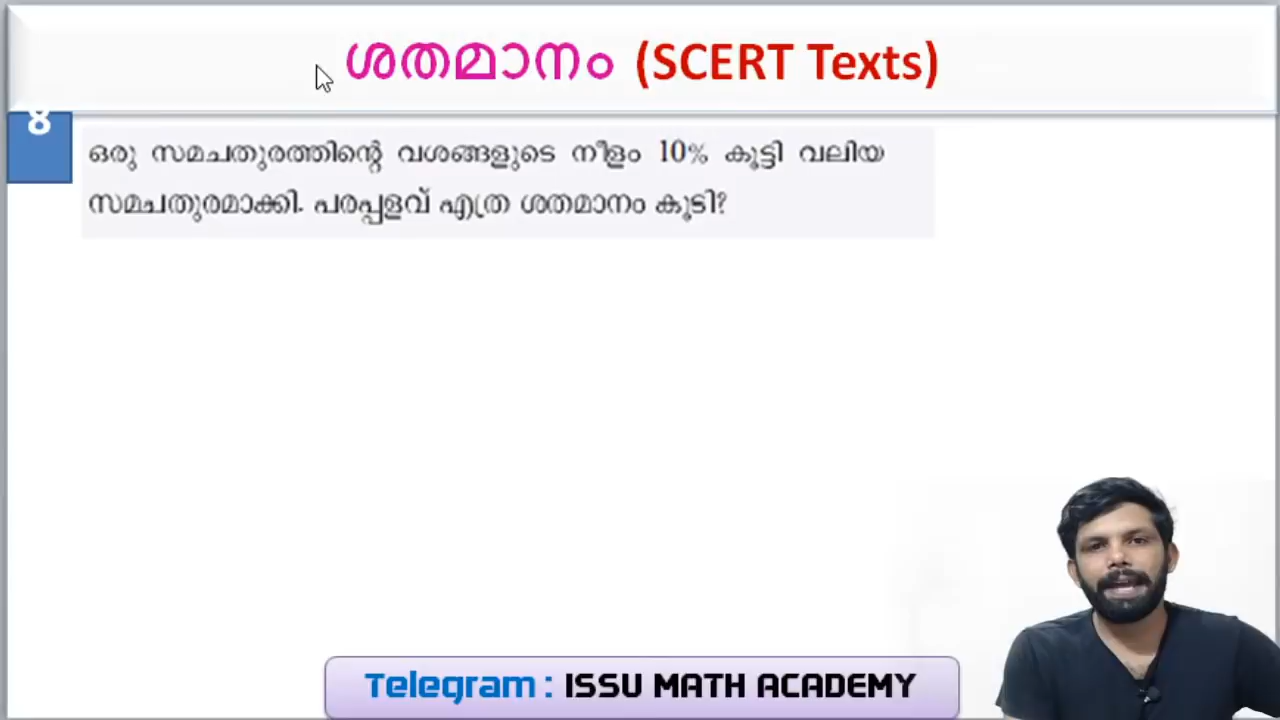 ശതമാനം (SCERT Texts)
8
ഒരു സമചതുരത്തിന്റെ വശങ്ങളുടെ നീളം 10% കൂട്ടി വലിയ
സമചതുരമാക്കി. പരപ്പളവ് എത്ര ശതമാനം കൂടി?
Telegram : ISSU MATH ACADEMY